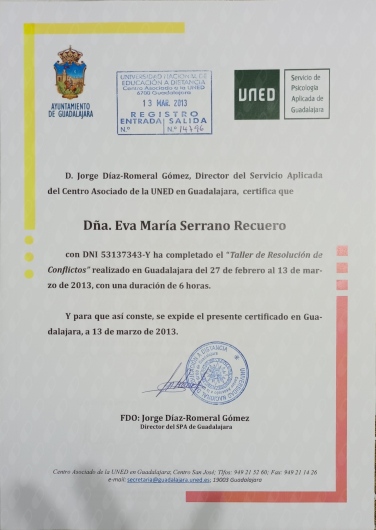 AYUNTAMIENTO
DE GUADALAJARA
UNIVERSIDAD NACIONAL DE
EDUCACIÓN A DISTANCIA
Centro Asociado a la UNED
Guadalajara
13 MAR. 2013
REGISTRO
ENTRADA SALIDA
N.º N.º 14796
UNED
Servicio de
Psicología
Aplicada de
Guadalajara
D. Jorge Díaz-Romeral Gómez, Director del Servicio Aplicada
del Centro Asociado de la UNED en Guadalajara, certifica que
Dña. Eva María Serrano Recuero
con DNI 53137343-Y ha completado el "Taller de Resolución de
Conflictos" realizado en Guadalajara del 27 de febrero al 13 de mar-
zo de 2013, con una duración de 6 horas.
Y para que así conste, se expide el presente certificado en Gua-
dalajara, a 13 de marzo de 2013.
FDO: Jorge Díaz-Romeral Gómez
Director del SPA de Guadalajara
Centro Asociado de la UNED en Guadalajara; Centro San José; Tlfos: 949 21 52 60; Fax: 949 21 14 26
e-mail: secretaria@guadalajara.uned.es; 19003 Guadalajara